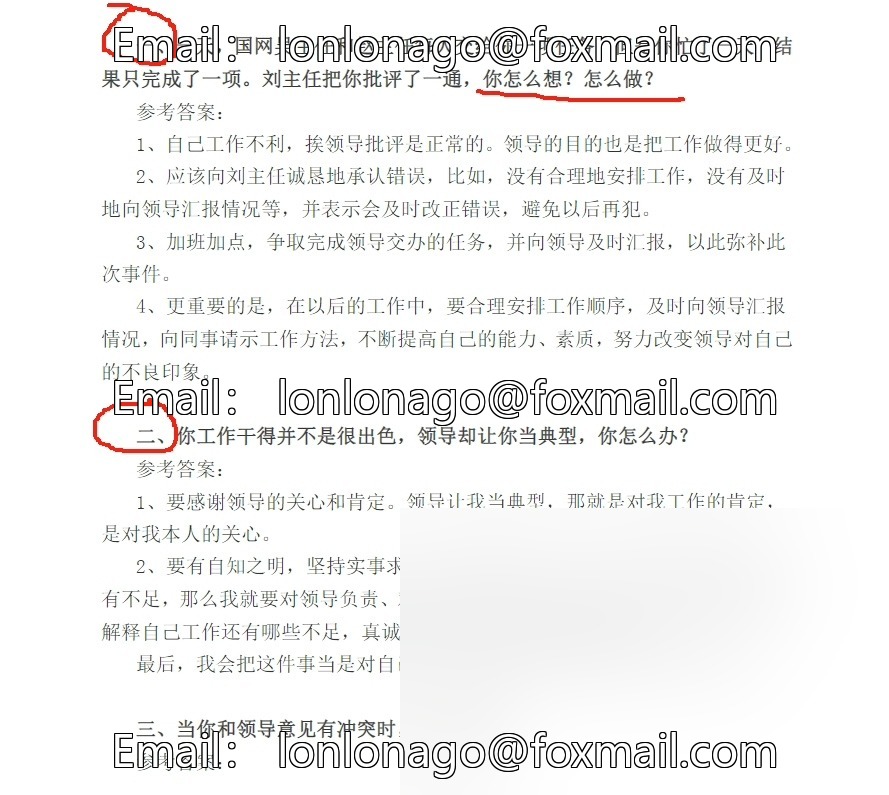 Email： lonlonago@foxmail.com
国网 结
果只完成了一项。刘主任把你批评了一通，你怎么想？怎么做？
参考答案：
1、自己工作不利，挨领导批评是正常的。领导的目的也是把工作做得更好。
2、应该向刘主任诚恳地承认错误，比如，没有合理地安排工作，没有及时
地向领导汇报情况等，并表示会及时改正错误，避免以后再犯。
3、加班加点，争取完成领导交办的任务，并向领导及时汇报，以此弥补此
次事件。
4、更重要的是，在以后的工作中，要合理安排工作顺序，及时向领导汇报
情况，向同事请示工作方法，不断提高自己的能力、素质，努力改变领导对自己
的不良印象。
Email： lonlonago@foxmail.com
二、你工作干得并不是很出色，领导却让你当典型，你怎么办？
参考答案：
1、要感谢领导的关心和肯定。领导让我当典型，那就是对我工作的肯定，
是对我本人的关心。
2、要有自知之明，坚持实事求
有不足，那么我就要对领导负责、
解释自己工作还有哪些不足，真诚
最后，我会把这件事当是对自
三、当你和领导意见有冲突时，
Email： lonlonago@foxmail.com
参考答案：